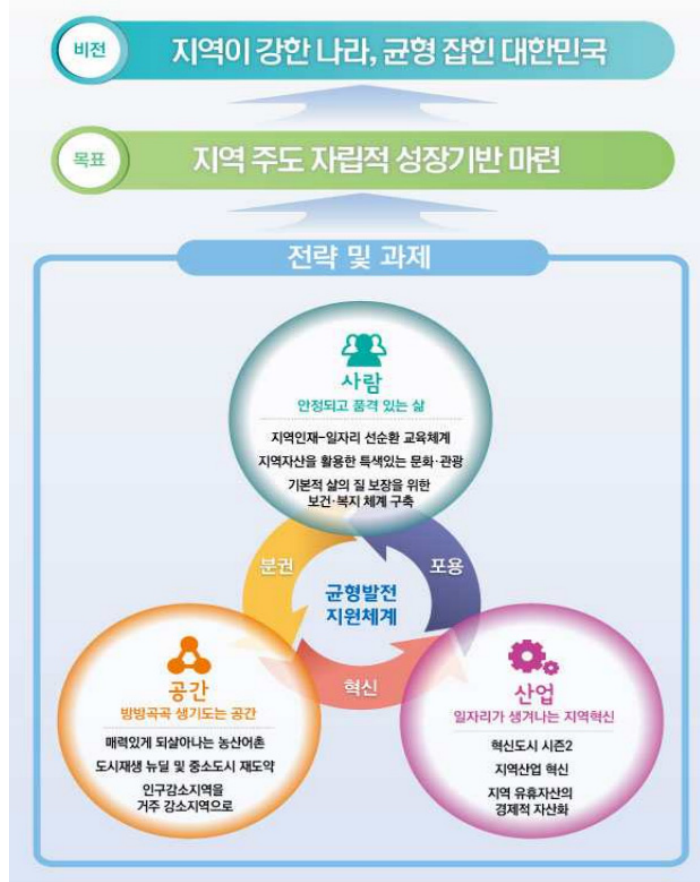 비전
지역이 강한 나라, 균형 잡힌 대한민국
목표
지역 주도 자립적 성장기반 마련
전략 및 과제
사람
안정되고 품격 있는 삶
지역인재-일자리 선순환 교육체계
지역자산을 활용한 특색있는 문화·관광
기본적 삶의 질 보장을 위한
보건·복지 체계 구축
분권
포용
균형발전
지원체계
혁신
공간
방방곡곡 생기도는 공간
매력있게 되살아나는 농산어촌
도시재생 뉴딜 및 중소도시 재도약
인구감소지역을
거주 강소지역으로
산업
일자리가 생겨나는 지역혁신
혁신도시 시즌2
지역산업 혁신
지역 유휴자산의
경제적 자산화